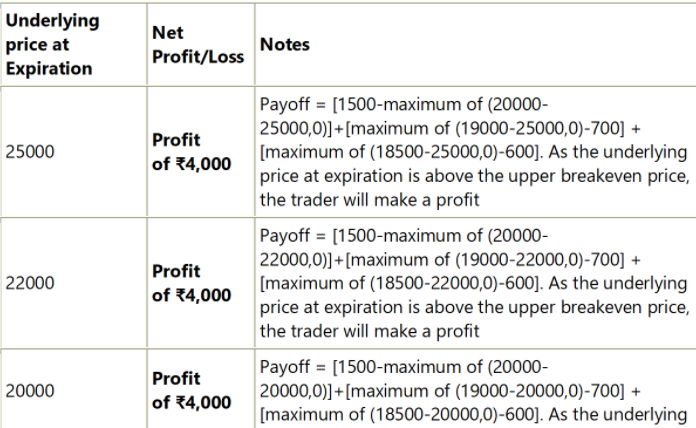 Underlying price at Expiration
Net Profit/Loss
Notes
25000
Profit of ₹4,000
Payoff = [1500-maximum of (20000-
25000,0)]+[maximum of (19000-25000,0)-700] +
[maximum of (18500-25000,0)-600]. As the underlying
price at expiration is above the upper breakeven price,
the trader will make a profit
22000
Profit of ₹4,000
Payoff = [1500-maximum of (20000-
22000,0)]+[maximum of (19000-22000,0)-700] +
[maximum of (18500-22000,0)-600]. As the underlying
price at expiration is above the upper breakeven price,
the trader will make a profit
20000
Profit of ₹4,000
Payoff = [1500-maximum of (20000-
20000,0)]+[maximum of (19000-20000,0)-700] +
[maximum of (18500-20000,0)-600]. As the underlying